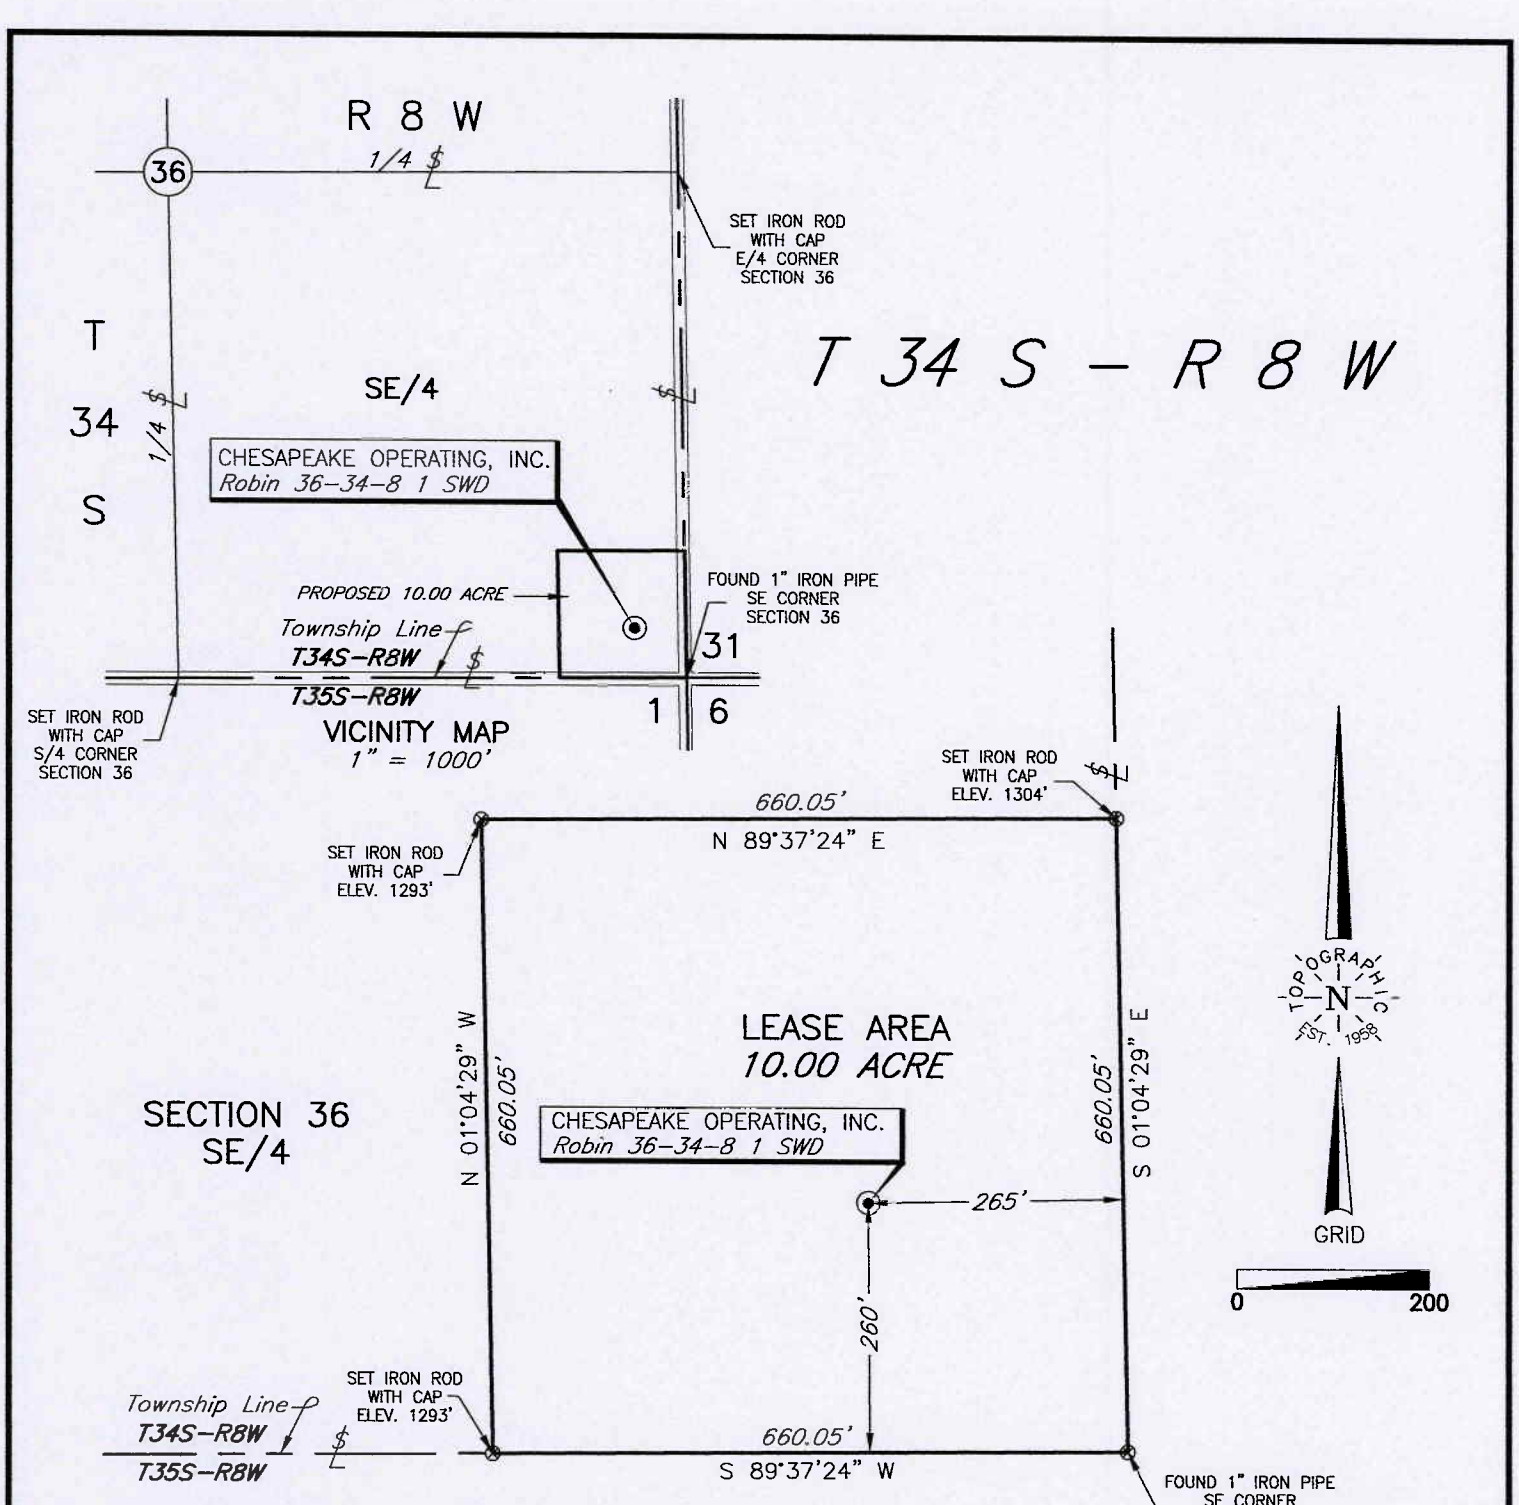 R 8 W
1/4
36
SET IRON ROD
WITH CAP
E/4 CORNER
SECTION 36
T
34
S
1/4
SE/4
T 34 S - R 8 W
CHESAPEAKE OPERATING, INC.
Robin 36-34-8 1 SWD
PROPOSED 10.00 ACRE
FOUND 1" IRON PIPE
SE CORNER
SECTION 36
Township Line
T34S-R8W
31
T35S-R8W
1
6
SET IRON ROD
WITH CAP
S/4 CORNER
SECTION 36
VICINITY MAP
1" = 1000'
SET IRON ROD
WITH CAP
ELEV. 1304'
660.05'
N 89°37'24" E
SET IRON ROD
WITH CAP
ELEV. 1293'
TOPOGRAPHIC
N
EST. 1958
GRID
0 200
LEASE AREA
10.00 ACRE
N 01°04'29" W
660.05'
660.05'
S 01°04'29" E
SECTION 36
SE/4
CHESAPEAKE OPERATING, INC.
Robin 36-34-8 1 SWD
265'
260'
SET IRON ROD
WITH CAP
ELEV. 1293'
Township Line
T34S-R8W
T35S-R8W
660.05'
S 89°37'24" W
FOUND 1" IRON PIPE
SE CORNER